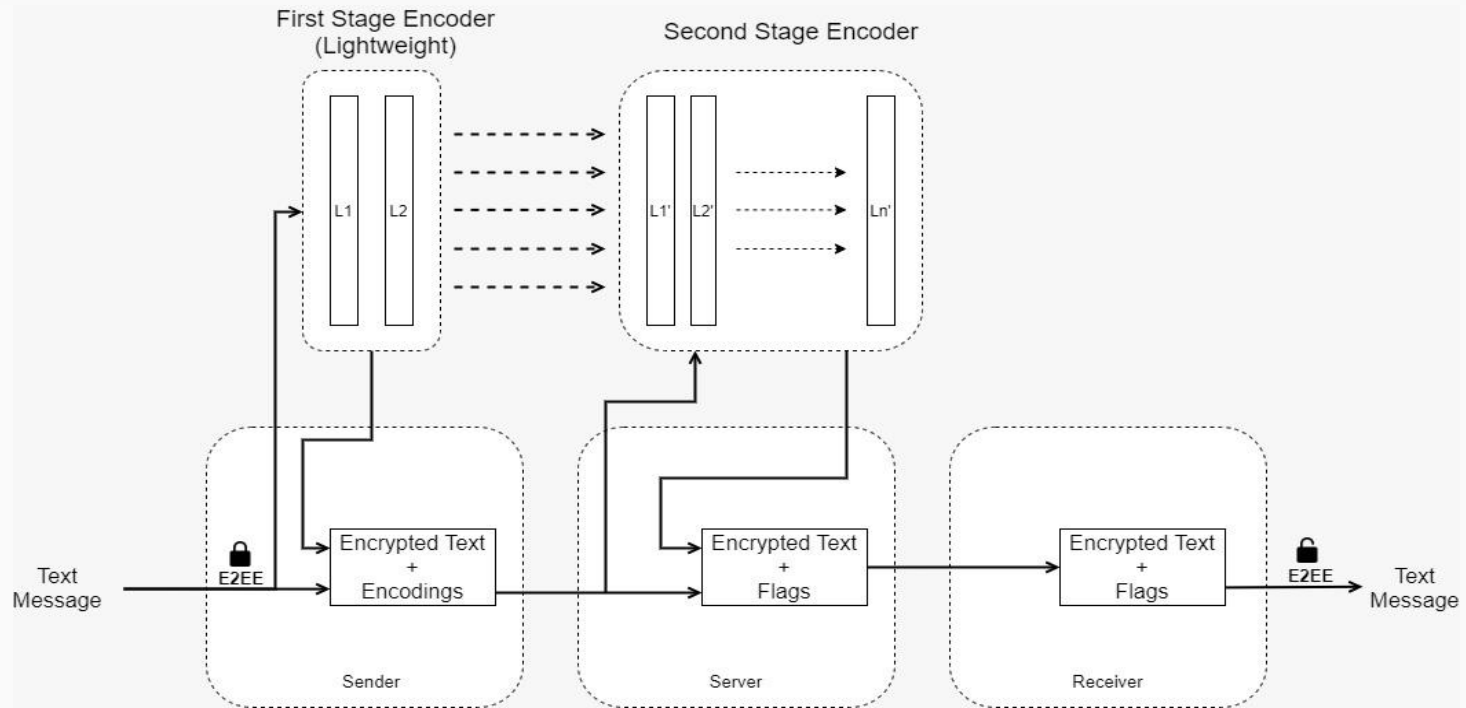 First Stage Encoder
(Lightweight)
Second Stage Encoder
L1
L2
L1'
L2'
Ln'
Text
Message
E2EE
Encrypted Text
+
Encodings
Sender
Encrypted Text
+
Flags
Server
Encrypted Text
+
Flags
Receiver
E2EE
Text
Message